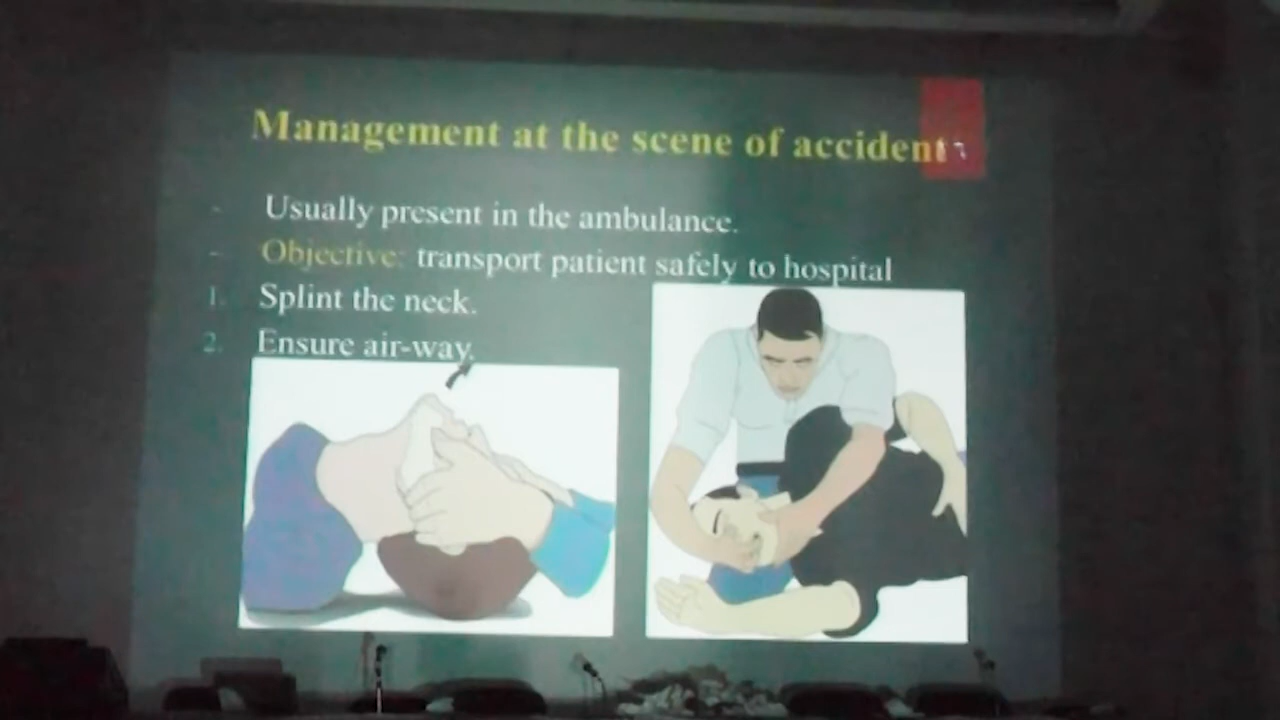 Management at the scene of accident
- Usually present in the ambulance.
- Objective: transport patient safely to hospital
1. Splint the neck.
2. Ensure air-way.